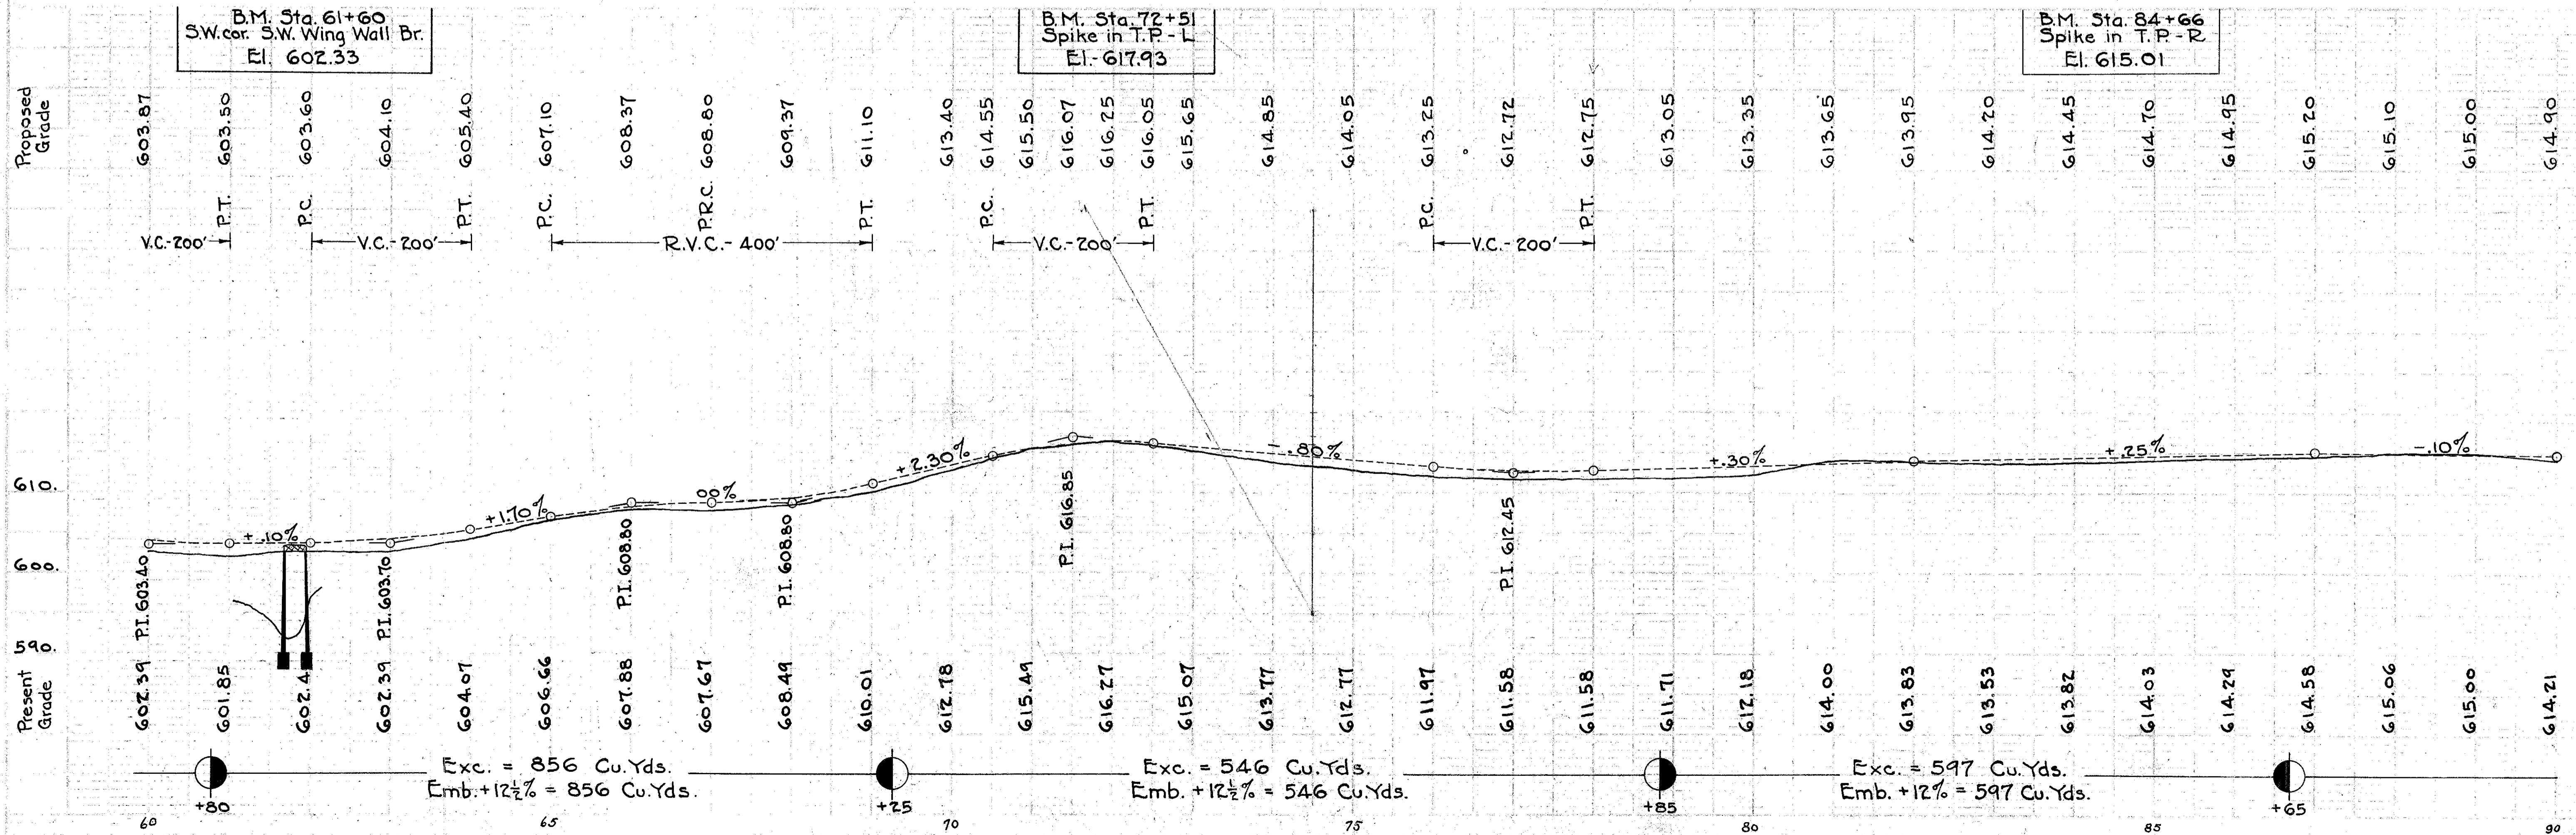 B.M. Sta. 61+60
S.W. cor. S.W. Wing Wall Br.
El. 602.33
B.M. Sta. 72+51
Spike in T.P. - L
El.- 617.93
B.M. Sta. 84+66
Spike in T.P. - R
El. 615.01
Proposed
Grade
603.87
603.50
603.60
604.10
605.40
607.10
608.37
608.80
609.37
611.10
613.40
614.55
615.50
616.07
616.25
616.05
615.65
614.85
614.05
613.25
612.72
612.75
613.05
613.35
613.65
613.95
614.20
614.45
614.70
614.95
615.20
615.10
615.00
614.90
P.T.
P.C.
P.T.
P.C.
P.R.C.
P.T.
P.C.
P.T.
P.C.
P.T.
V.C.-200'
V.C.-200'
R.V.C.- 400'
V.C.-200'
V.C.- 200'
610.
600.
590.
+ .10%
+1.70%
00%
+2.30%
- .80%
+.30%
+.25%
-.10%
P.I. 603.40
P.I. 603.70
P.I. 608.80
P.I. 608.80
P.I. 616.85
P.I. 612.45
Present
Grade
602.39
601.85
602.41
602.39
604.07
606.66
607.88
607.67
608.49
610.01
612.78
615.49
616.27
615.07
613.77
612.77
611.97
611.58
611.58
611.71
612.18
614.00
613.83
613.53
613.82
614.03
614.29
614.58
615.06
615.00
614.21
Exc. = 856 Cu.Yds.
Emb.+12½% = 856 Cu.Yds.
Exc. = 546 Cu.Yds.
Emb. +12½% = 546 Cu.Yds.
Exc. = 597 Cu.Yds.
Emb. +12% = 597 Cu.Yds.
+80
+25
+85
+65
60
65
70
75
80
85
90